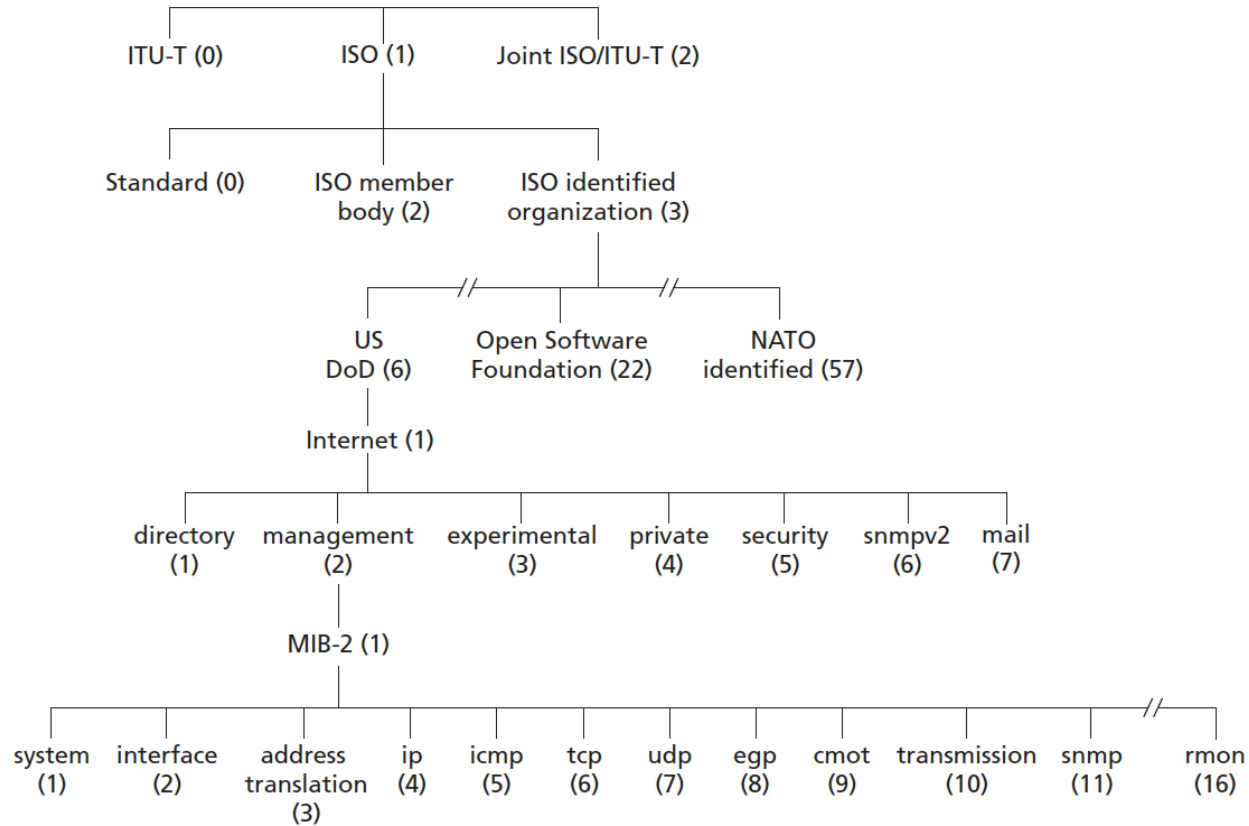 ITU-T (0)
ISO (1)
Joint ISO/ITU-T (2)
Standard (0)
ISO member
body (2)
ISO identified
organization (3)
US
DoD (6)
Open Software
Foundation (22)
NATO
identified (57)
Internet (1)
directory
(1)
management
(2)
experimental
(3)
private
(4)
security
(5)
snmpv2
(6)
mail
(7)
MIB-2 (1)
system
(1)
interface
(2)
address
translation
(3)
ip
(4)
icmp
(5)
tcp
(6)
udp
(7)
egp
(8)
cmot
(9)
transmission
(10)
snmp
(11)
rmon
(16)